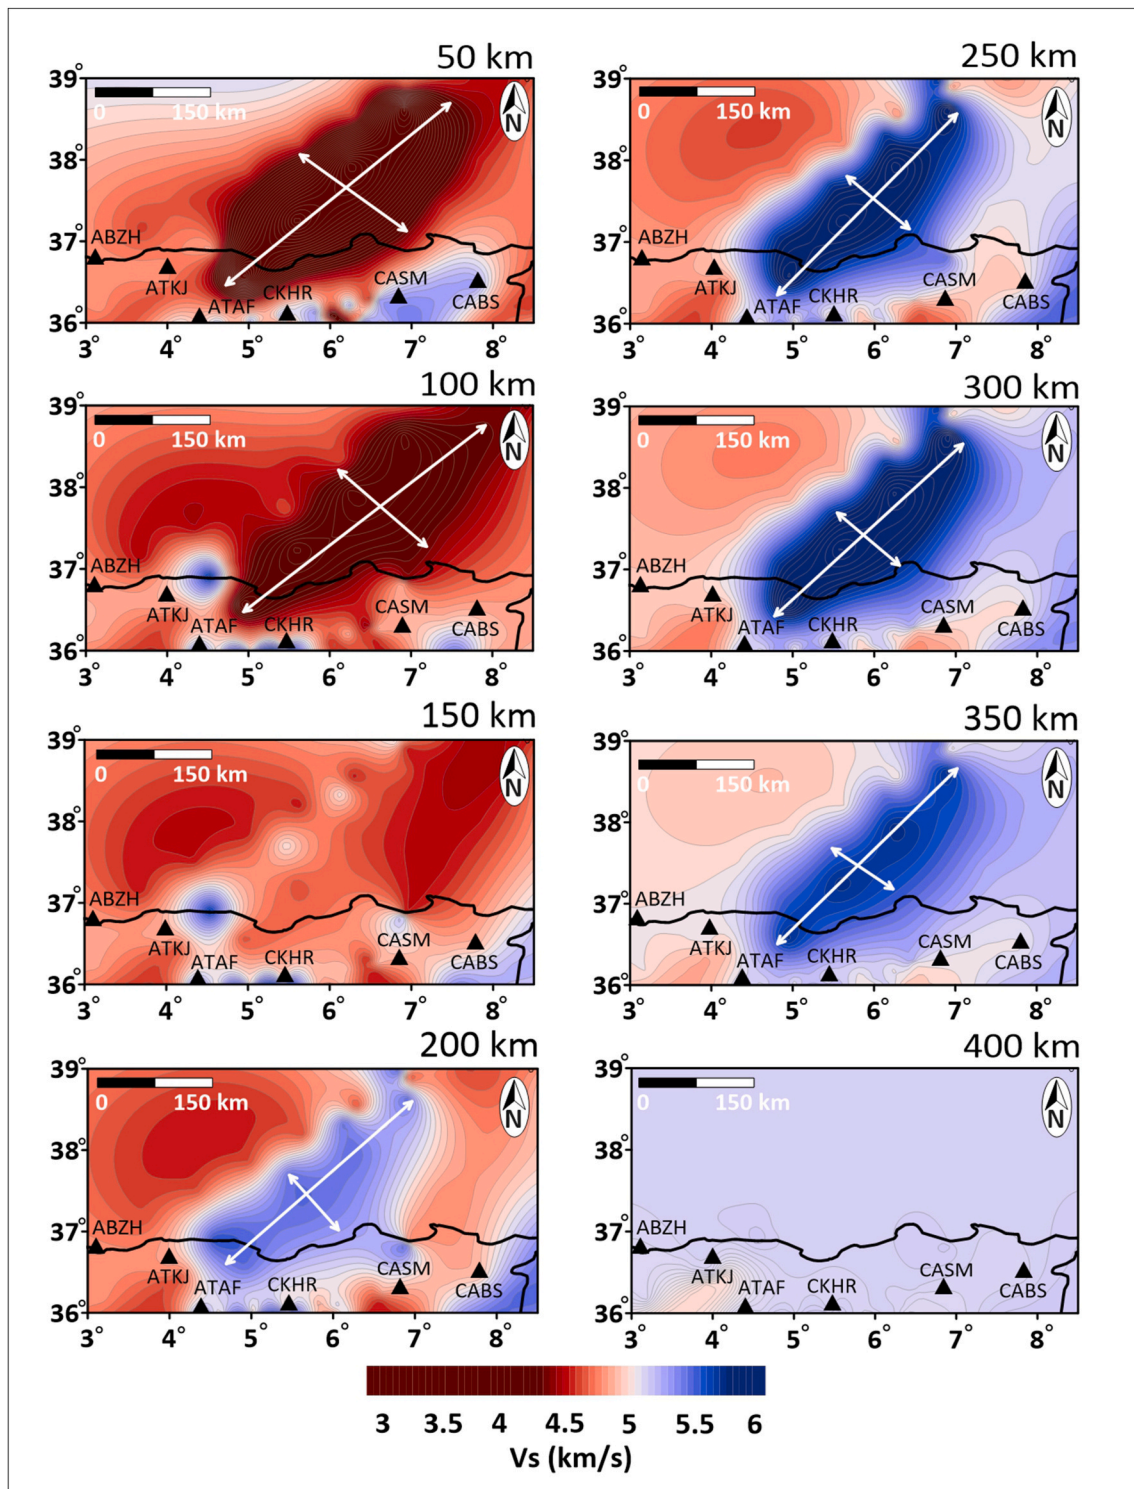 50 km
39°
38°
37°
36°
0 150 km
N
ABZH
ATKJ
ATAF
CKHR
CASM
CABS
3° 4° 5° 6° 7° 8°
250 km
39°
38°
37°
36°
0 150 km
N
ABZH
ATKJ
ATAF
CKHR
CASM
CABS
3° 4° 5° 6° 7° 8°
100 km
39°
38°
37°
36°
0 150 km
N
ABZH
ATKJ
ATAF
CKHR
CASM
CABS
3° 4° 5° 6° 7° 8°
300 km
39°
38°
37°
36°
0 150 km
N
ABZH
ATKJ
ATAF
CKHR
CASM
CABS
3° 4° 5° 6° 7° 8°
150 km
39°
38°
37°
36°
0 150 km
N
ABZH
ATKJ
ATAF
CKHR
CASM
CABS
3° 4° 5° 6° 7° 8°
350 km
39°
38°
37°
36°
0 150 km
N
ABZH
ATKJ
ATAF
CKHR
CASM
CABS
3° 4° 5° 6° 7° 8°
200 km
39°
38°
37°
36°
0 150 km
N
ABZH
ATKJ
ATAF
CKHR
CASM
CABS
3° 4° 5° 6° 7° 8°
400 km
39°
38°
37°
36°
0 150 km
N
ABZH
ATKJ
ATAF
CKHR
CASM
CABS
3° 4° 5° 6° 7° 8°
3 3.5 4 4.5 5 5.5 6
Vs (km/s)